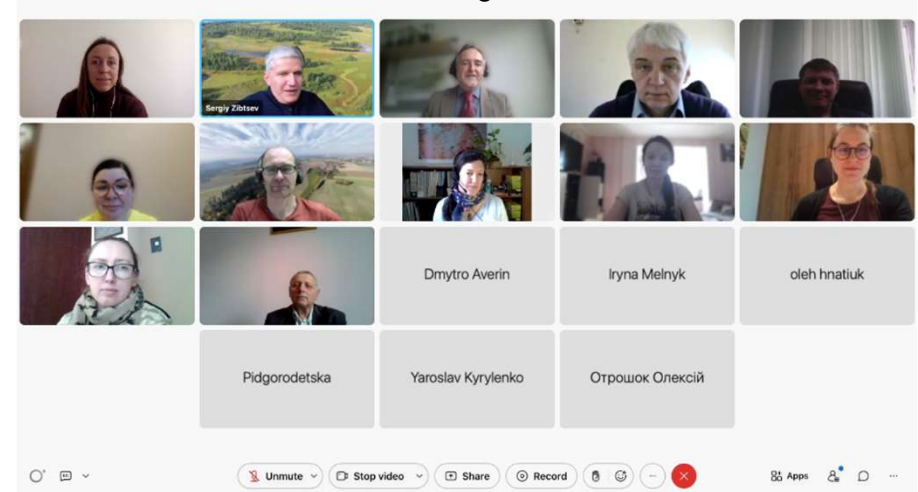 Sergiy Zibtsev
Dmytro Averin
Iryna Melnyk
oleh hnatiuk
Pidgorodetska
Yaroslav Kyrylenko
Отрошок Олексій
Unmute
Stop video
Share
Record
Apps